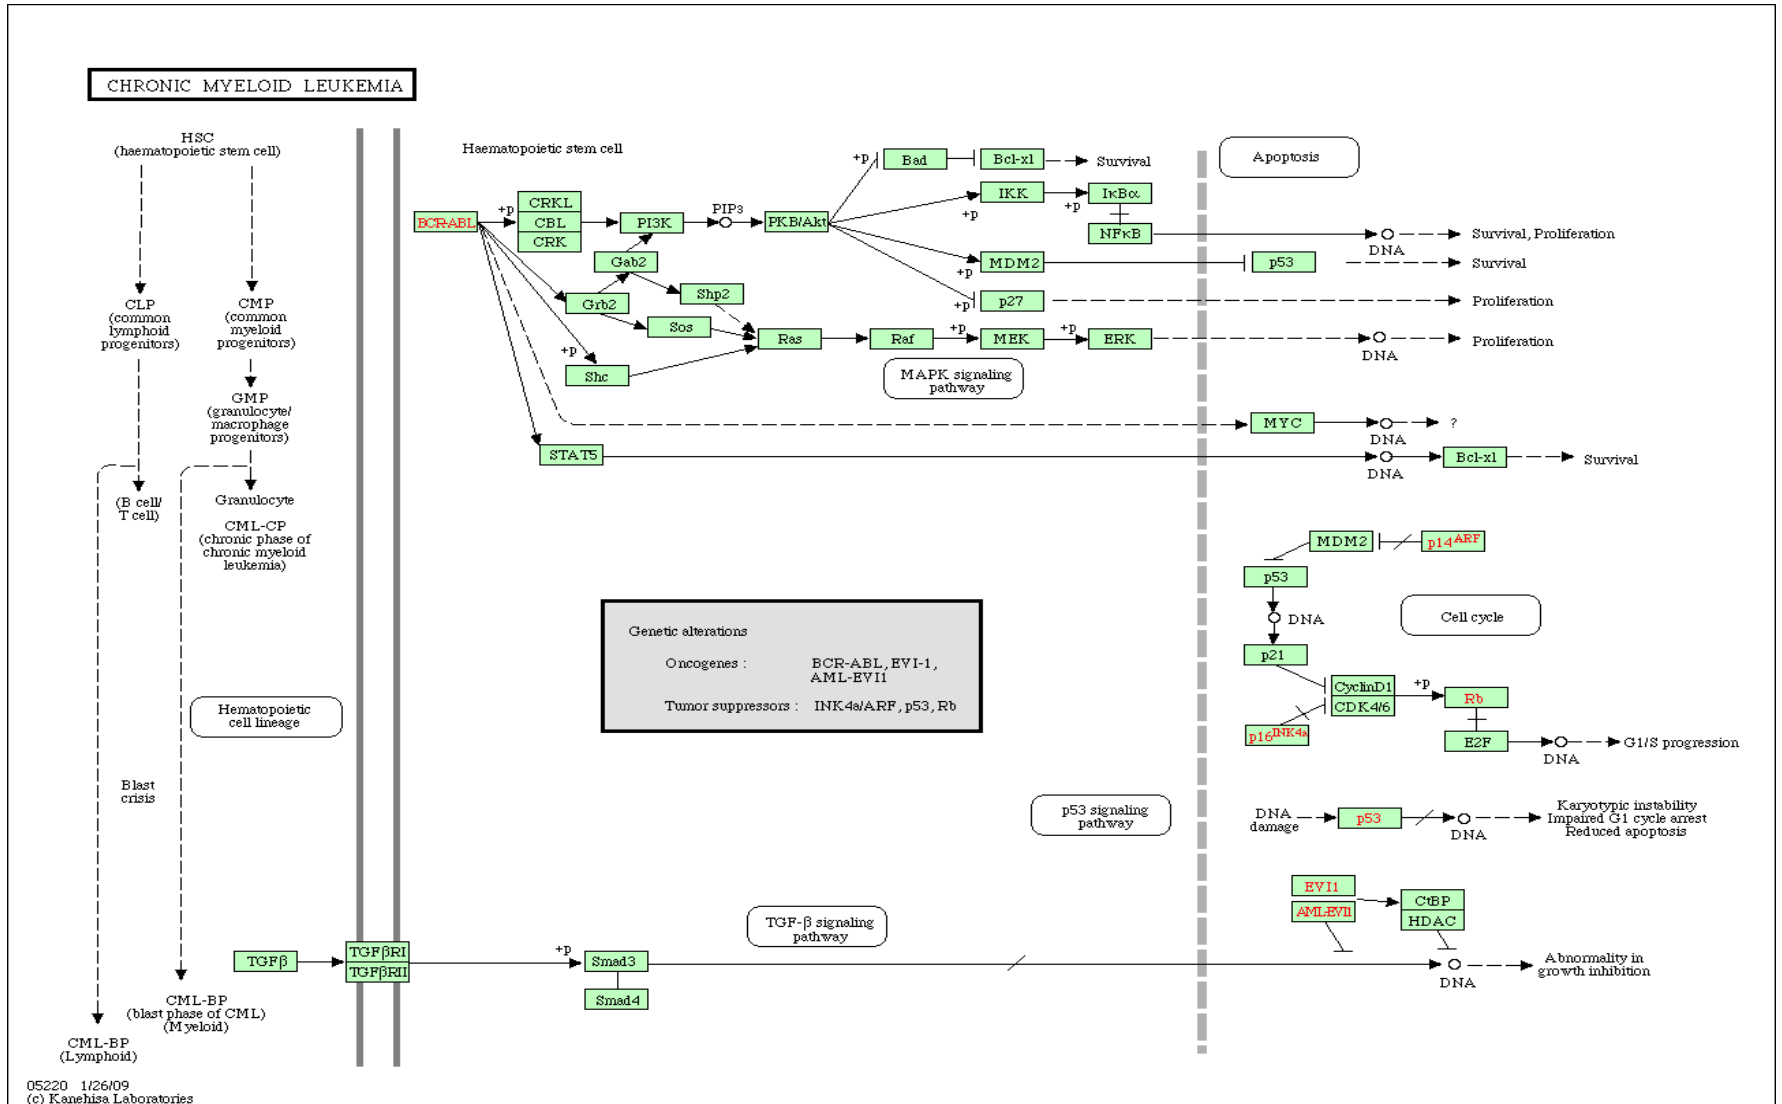 CHRONIC MYELOID LEUKEMIA
HSC
(haematopoietic stem cell)
CLP
(common
lymphoid
progenitors)
CMP
(common
myeloid
progenitors)
GMP
(granulocyte/
macrophage
progenitors)
(B cell/
T cell)
Granulocyte
CML-CP
(chronic phase of
chronic myeloid
leukemia)
Hematopoietic
cell lineage
Blast
crisis
CML-BP
(blast phase of CML)
(Myeloid)
CML-BP
(Lymphoid)
Haematopoietic stem cell
BCR-ABL
+p
CRKL
CBL
CRK
PI3K
PIP3
PKB/Akt
+p
Bad
Bcl-xl
Survival
IKK
+p
+p
IκBα
NFκB
DNA
Survival, Proliferation
MDM2
+p
p53
Survival
p27
+p
Proliferation
Gab2
Grb2
Shp2
Sos
+p
Shc
Ras
Raf
+p
MEK
+p
ERK
DNA
Proliferation
MAPK signaling
pathway
MYC
DNA
?
STAT5
DNA
Bcl-xl
Survival
Apoptosis
MDM2
p14ARF
p53
DNA
p21
Cell cycle
CyclinD1
CDK4/6
+p
Rb
p16INK4a
E2F
DNA
G1/S progression
Genetic alterations
Oncogenes : BCR-ABL, EVI-1,
AML-EVI1
Tumor suppressors : INK4a/ARF, p53, Rb
p53 signaling
pathway
DNA
damage
p53
DNA
Karyotypic instability
Impaired G1 cycle arrest
Reduced apoptosis
EVI1
AML-EVI1
CtBP
HDAC
TGF-β signaling
pathway
TGFβ
TGFβRI
TGFβRII
+p
Smad3
Smad4
DNA
Abnormality in
growth inhibition
05220 1/26/09
(c) Kanehisa Laboratories